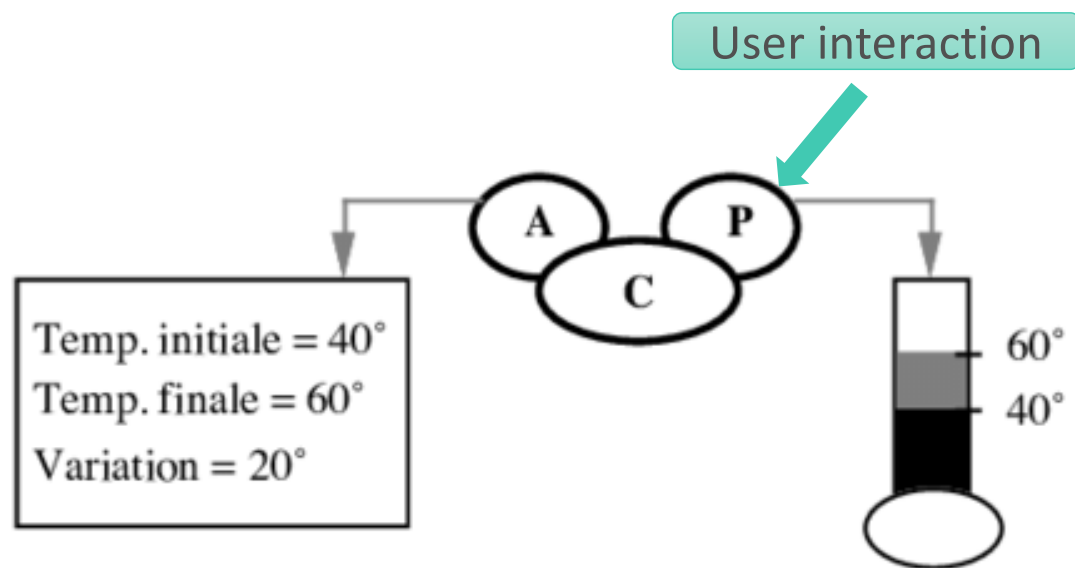 User interaction
A
P
C
Temp. initiale = 40°
Temp. finale = 60°
Variation = 20°
60°
40°